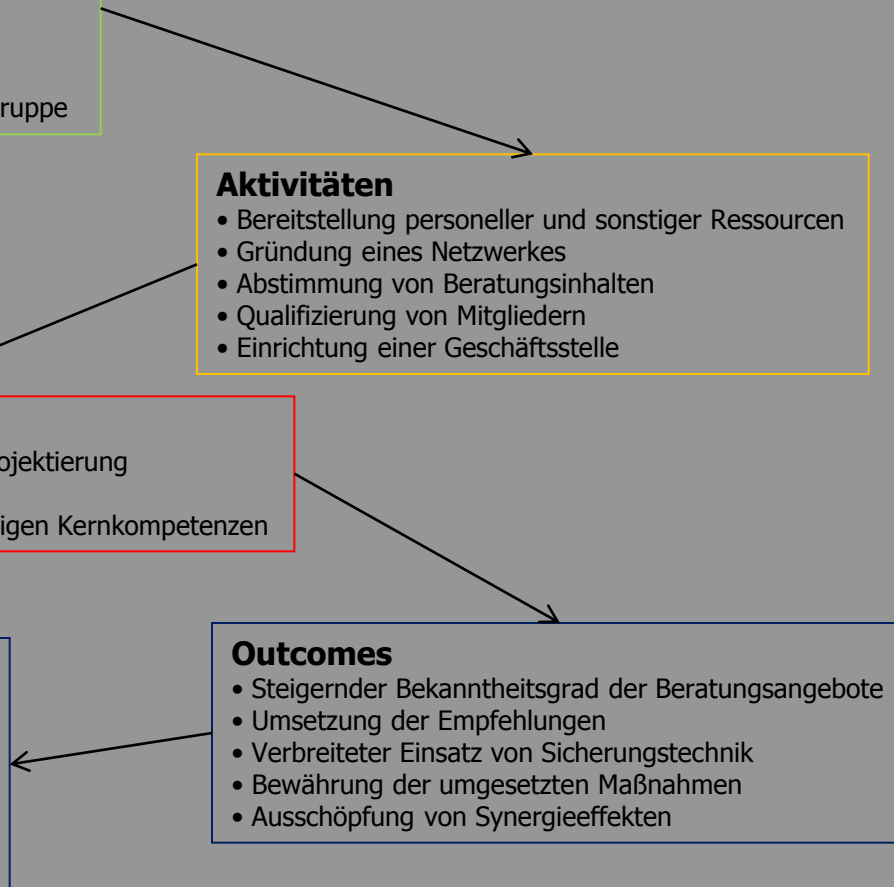 ruppe
Aktivitäten
• Bereitstellung personeller und sonstiger Ressourcen
• Gründung eines Netzwerkes
• Abstimmung von Beratungsinhalten
• Qualifizierung von Mitgliedern
• Einrichtung einer Geschäftsstelle
ojektierung
igen Kernkompetenzen
Outcomes
• Steigernder Bekanntheitsgrad der Beratungsangebote
• Umsetzung der Empfehlungen
• Verbreiteter Einsatz von Sicherungstechnik
• Bewährung der umgesetzten Maßnahmen
• Ausschöpfung von Synergieeffekten